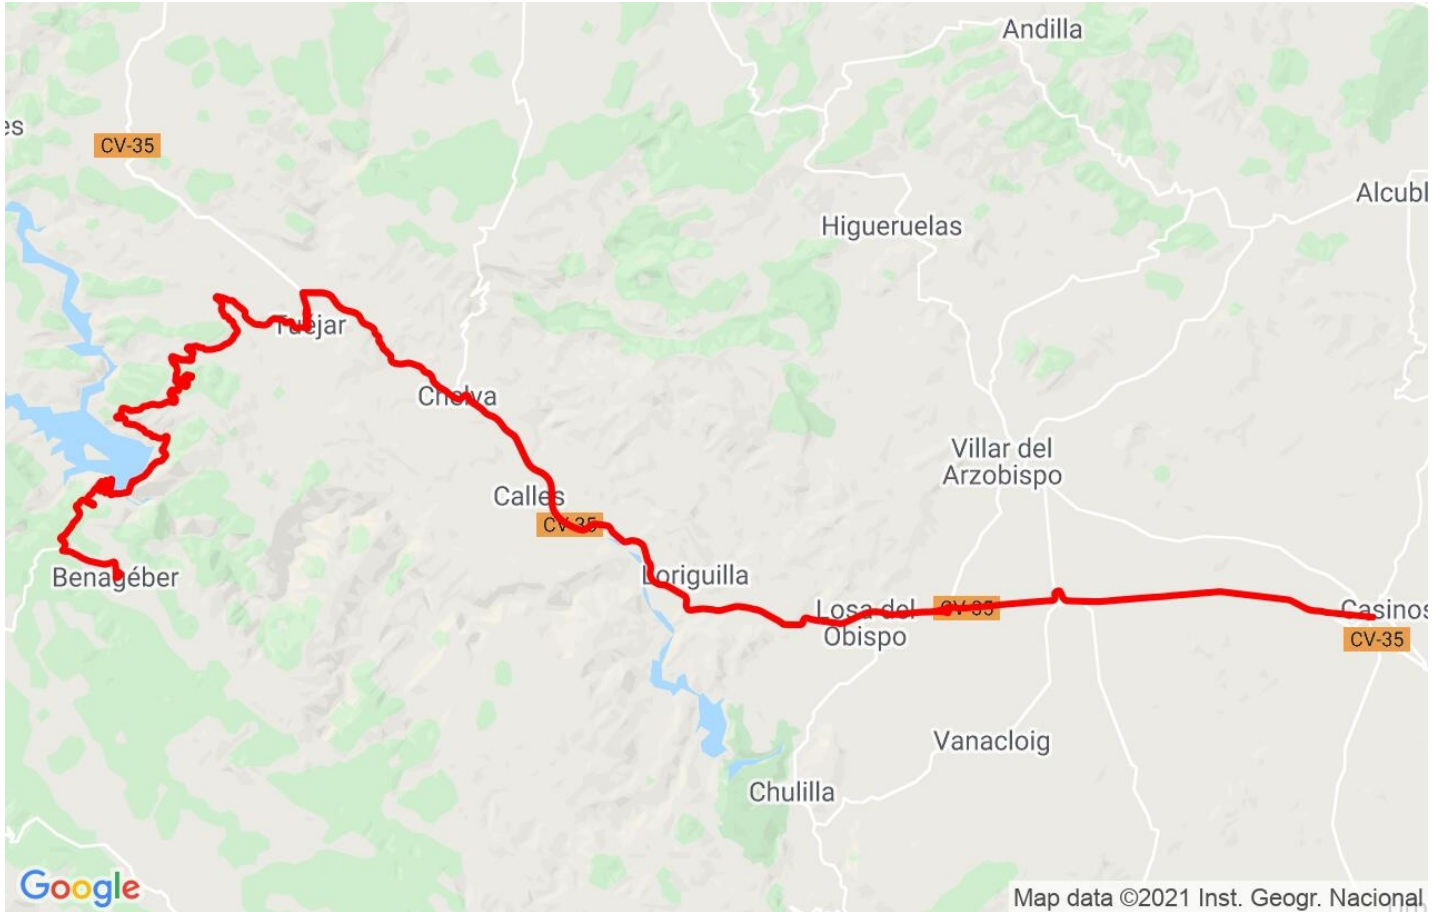 Andilla
es
CV-35
Alcubl
Higueruelas
Tuéjar
Chelva
Villar del
Arzobispo
Calles
CV-35
Benagéber
Loriguilla
Losa del
Obispo
CV-35
Casinos
CV-35
Vanacloig
Chulilla
Google
Map data ©2021 Inst. Geogr. Nacional